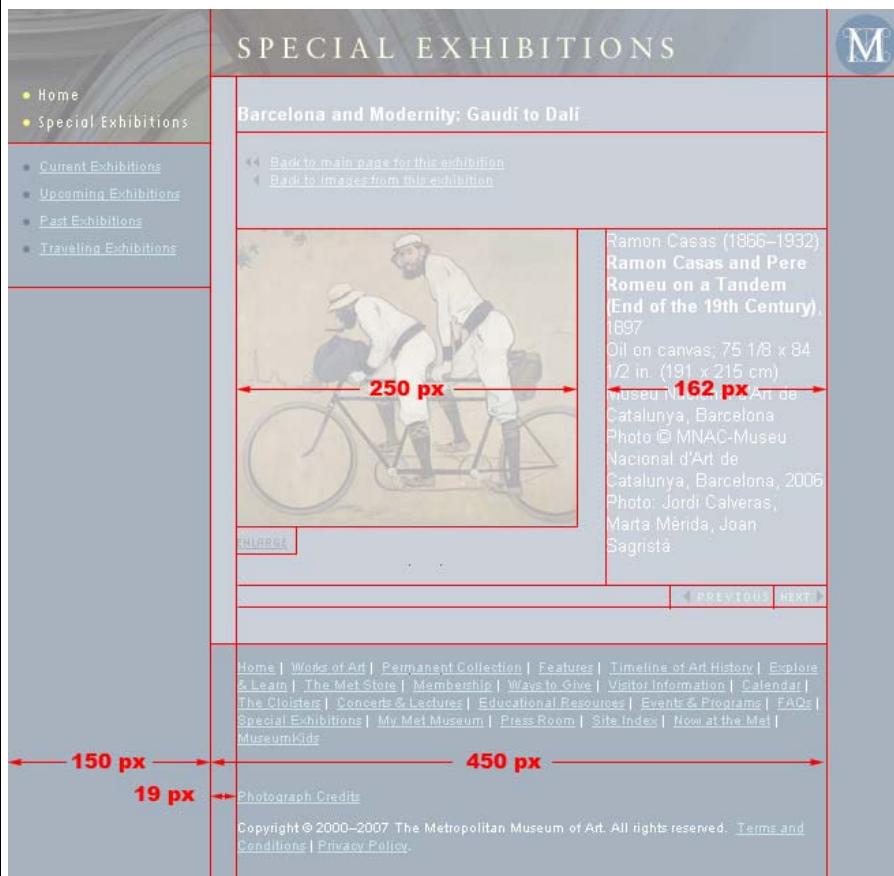 SPECIAL EXHIBITIONS
M
Home
Special Exhibitions
Current Exhibitions
Upcoming Exhibitions
Past Exhibitions
Traveling Exhibitions
Barcelona and Modernity: Gaudí to Dalí
Back to main page for this exhibition
Back to images from this exhibition
250 px
ENLARGE
Ramon Casas (1866–1932)
Ramon Casas and Pere
Romeu on a Tandem
(End of the 19th Century),
1897
Oil on canvas; 75 1/8 x 84
1/2 in. (191 x 215 cm)
162 px
Museu Nacional d'Art de
Catalunya, Barcelona
Photo © MNAC-Museu
Nacional d'Art de
Catalunya, Barcelona, 2006
Photo: Jordi Calveras,
Marta Mérida, Joan
Sagristà
PREVIOUS NEXT
Home | Works of Art | Permanent Collection | Features | Timeline of Art History | Explore
& Learn | The Met Store | Membership | Ways to Give | Visitor Information | Calendar |
The Cloisters | Concerts & Lectures | Educational Resources | Events & Programs | FAQs |
Special Exhibitions | My Met Museum | Press Room | Site Index | Now at the Met |
MuseumKids
150 px
450 px
19 px
Photograph Credits
Copyright © 2000–2007 The Metropolitan Museum of Art. All rights reserved. Terms and
Conditions | Privacy Policy.